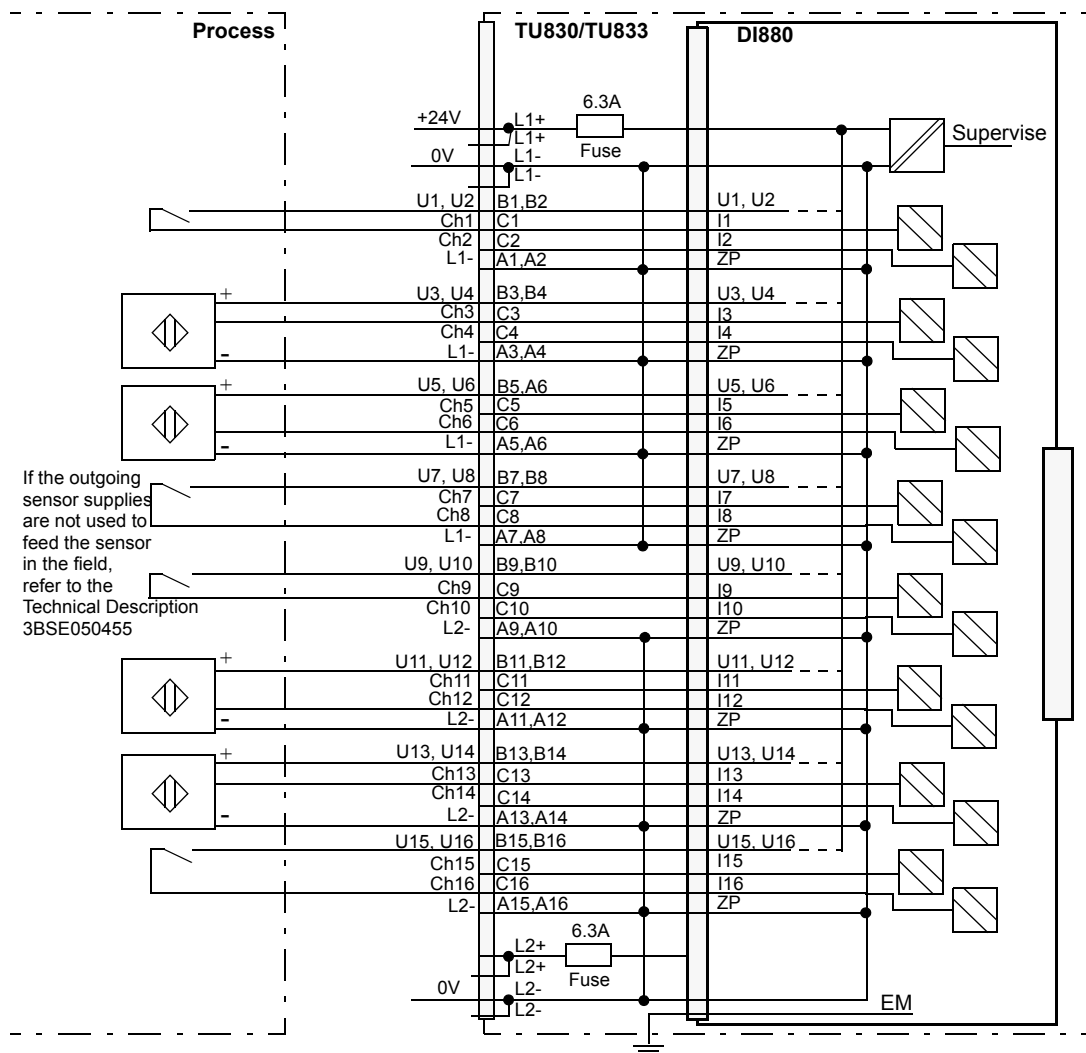 Process TU830/TU833 DI880
6.3A
+24V L1+
L1+ Fuse Supervise
0V L1-
L1-
U1, U2 B1,B2 U1, U2
Ch1 C1 I1
Ch2 C2 I2
L1- A1,A2 ZP
+ U3, U4 B3,B4 U3, U4
Ch3 C3 I3
Ch4 C4 I4
- L1- A3,A4 ZP
+ U5, U6 B5,A6 U5, U6
Ch5 C5 I5
Ch6 C6 I6
- L1- A5,A6 ZP
If the outgoing
sensor supplies
are not used to
feed the sensor
in the field,
refer to the
Technical Description
3BSE050455
U7, U8 B7,B8 U7, U8
Ch7 C7 I7
Ch8 C8 I8
L1- A7,A8 ZP
U9, U10 B9,B10 U9, U10
Ch9 C9 I9
Ch10 C10 I10
L2- A9,A10 ZP
+ U11, U12 B11,B12 U11, U12
Ch11 C11 I11
Ch12 C12 I12
- L2- A11,A12 ZP
+ U13, U14 B13,B14 U13, U14
Ch13 C13 I13
Ch14 C14 I14
- L2- A13,A14 ZP
U15, U16 B15,B16 U15, U16
Ch15 C15 I15
Ch16 C16 I16
L2- A15,A16 ZP
6.3A
L2+
L2+ Fuse
0V L2-
L2- EM